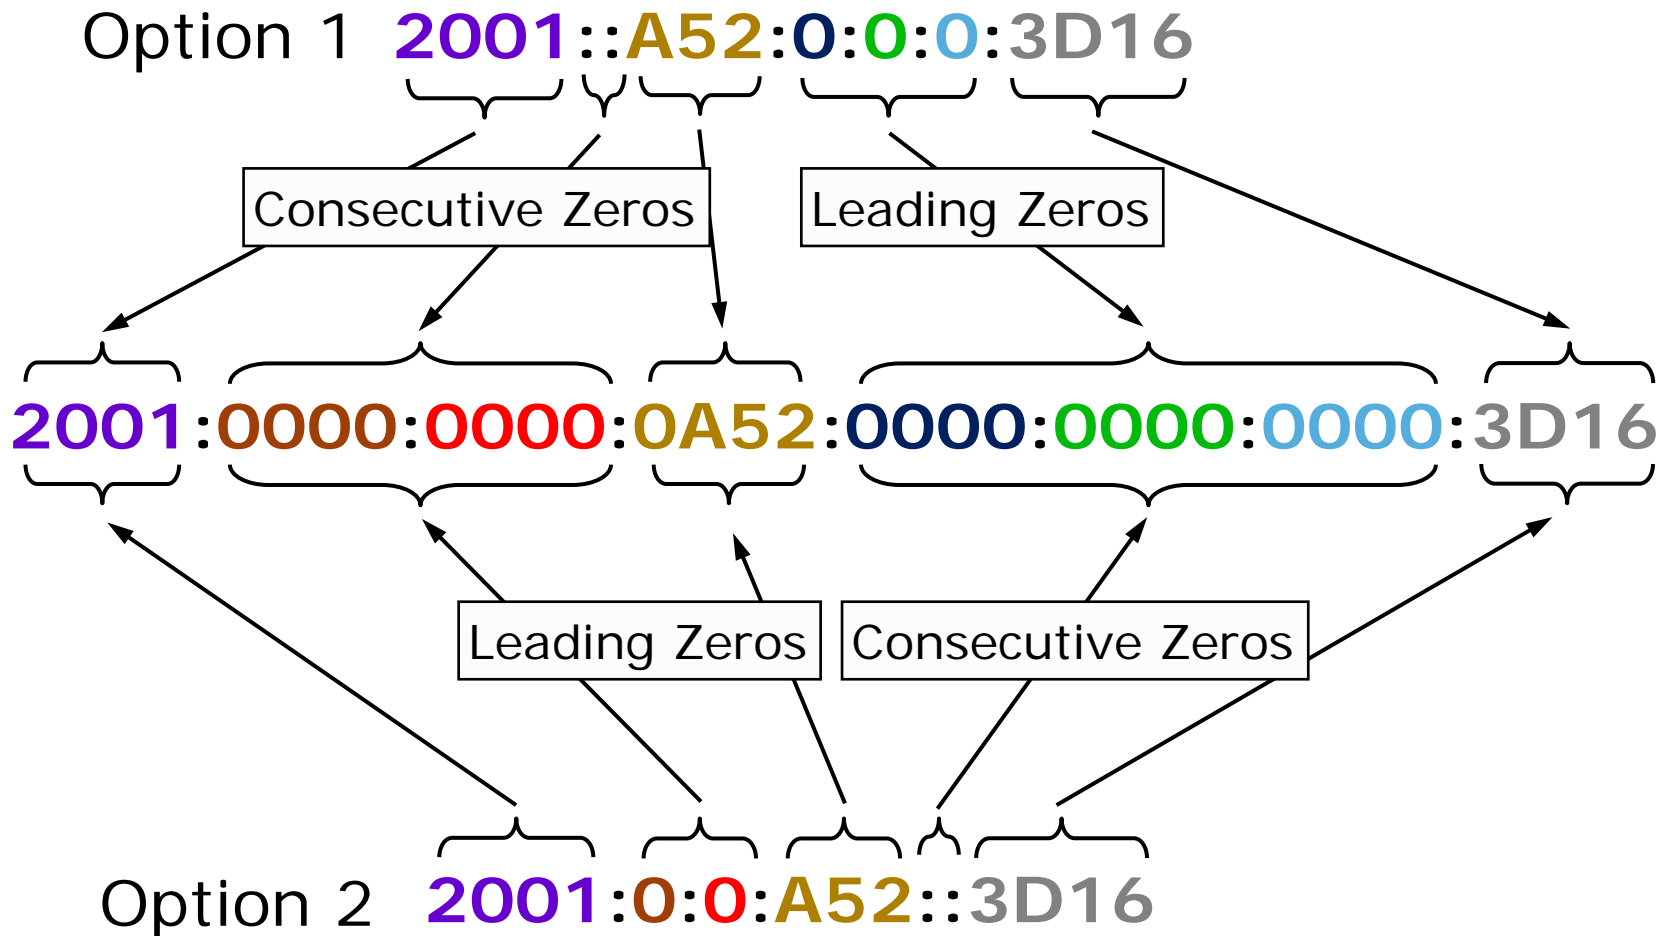 Option 1 2001::A52:0:0:0:3D16
Consecutive Zeros Leading Zeros
2001:0000:0000:0A52:0000:0000:0000:3D16
Leading Zeros Consecutive Zeros
Option 2 2001:0:0:A52::3D16